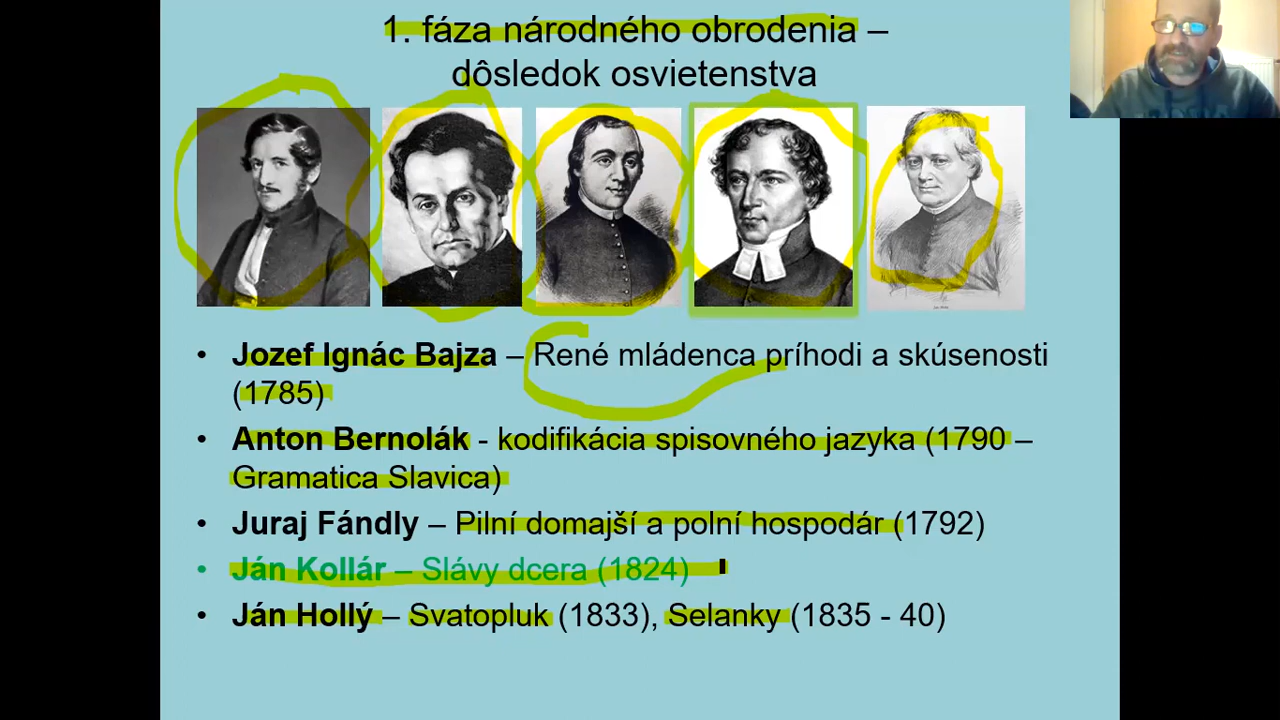 1. fáza národného obrodenia –
dôsledok osvietenstva
• Jozef Ignác Bajza – René mládenca príhodi a skúsenosti
(1785)
• Anton Bernolák - kodifikácia spisovného jazyka (1790 –
Gramatica Slavica)
• Juraj Fándly – Pilní domajší a polní hospodár (1792)
• Ján Kollár – Slávy dcera (1824)
• Ján Hollý – Svatopluk (1833), Selanky (1835 - 40)